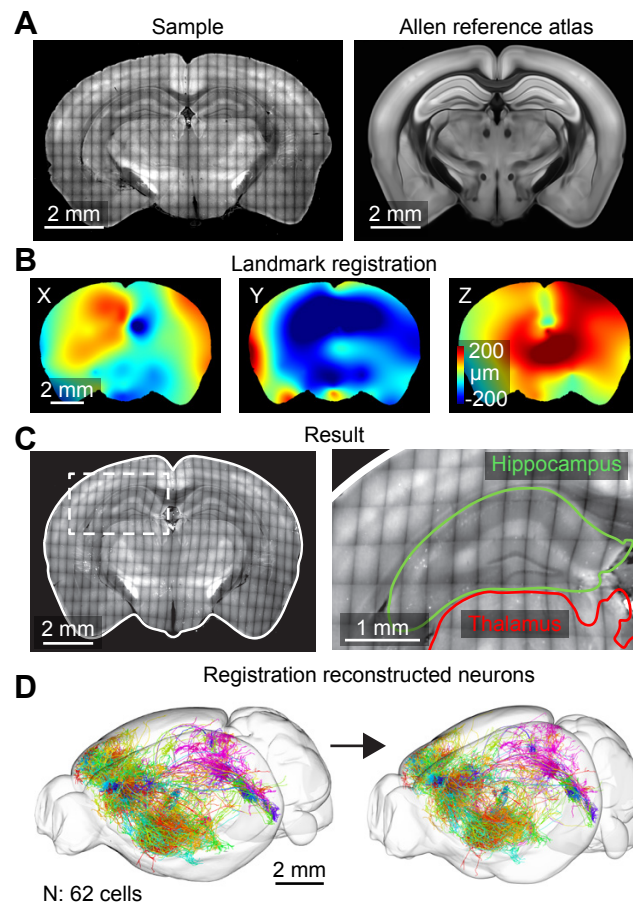 A
Sample
Allen reference atlas
2 mm
2 mm
B
Landmark registration
X
Y
Z
2 mm
200
µm
-200
C
Result
Hippocampus
2 mm
1 mm
Thalamus
D
Registration reconstructed neurons
2 mm
N: 62 cells